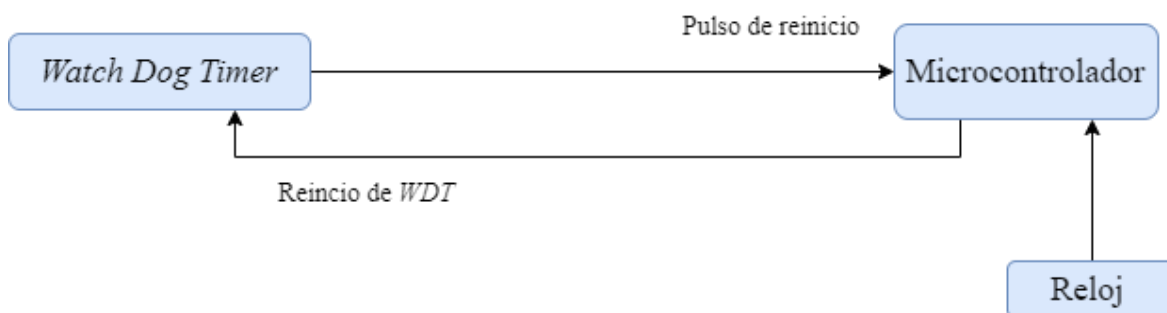 Pulso de reinicio
Watch Dog Timer
Microcontrolador
Reincio de WDT
Reloj